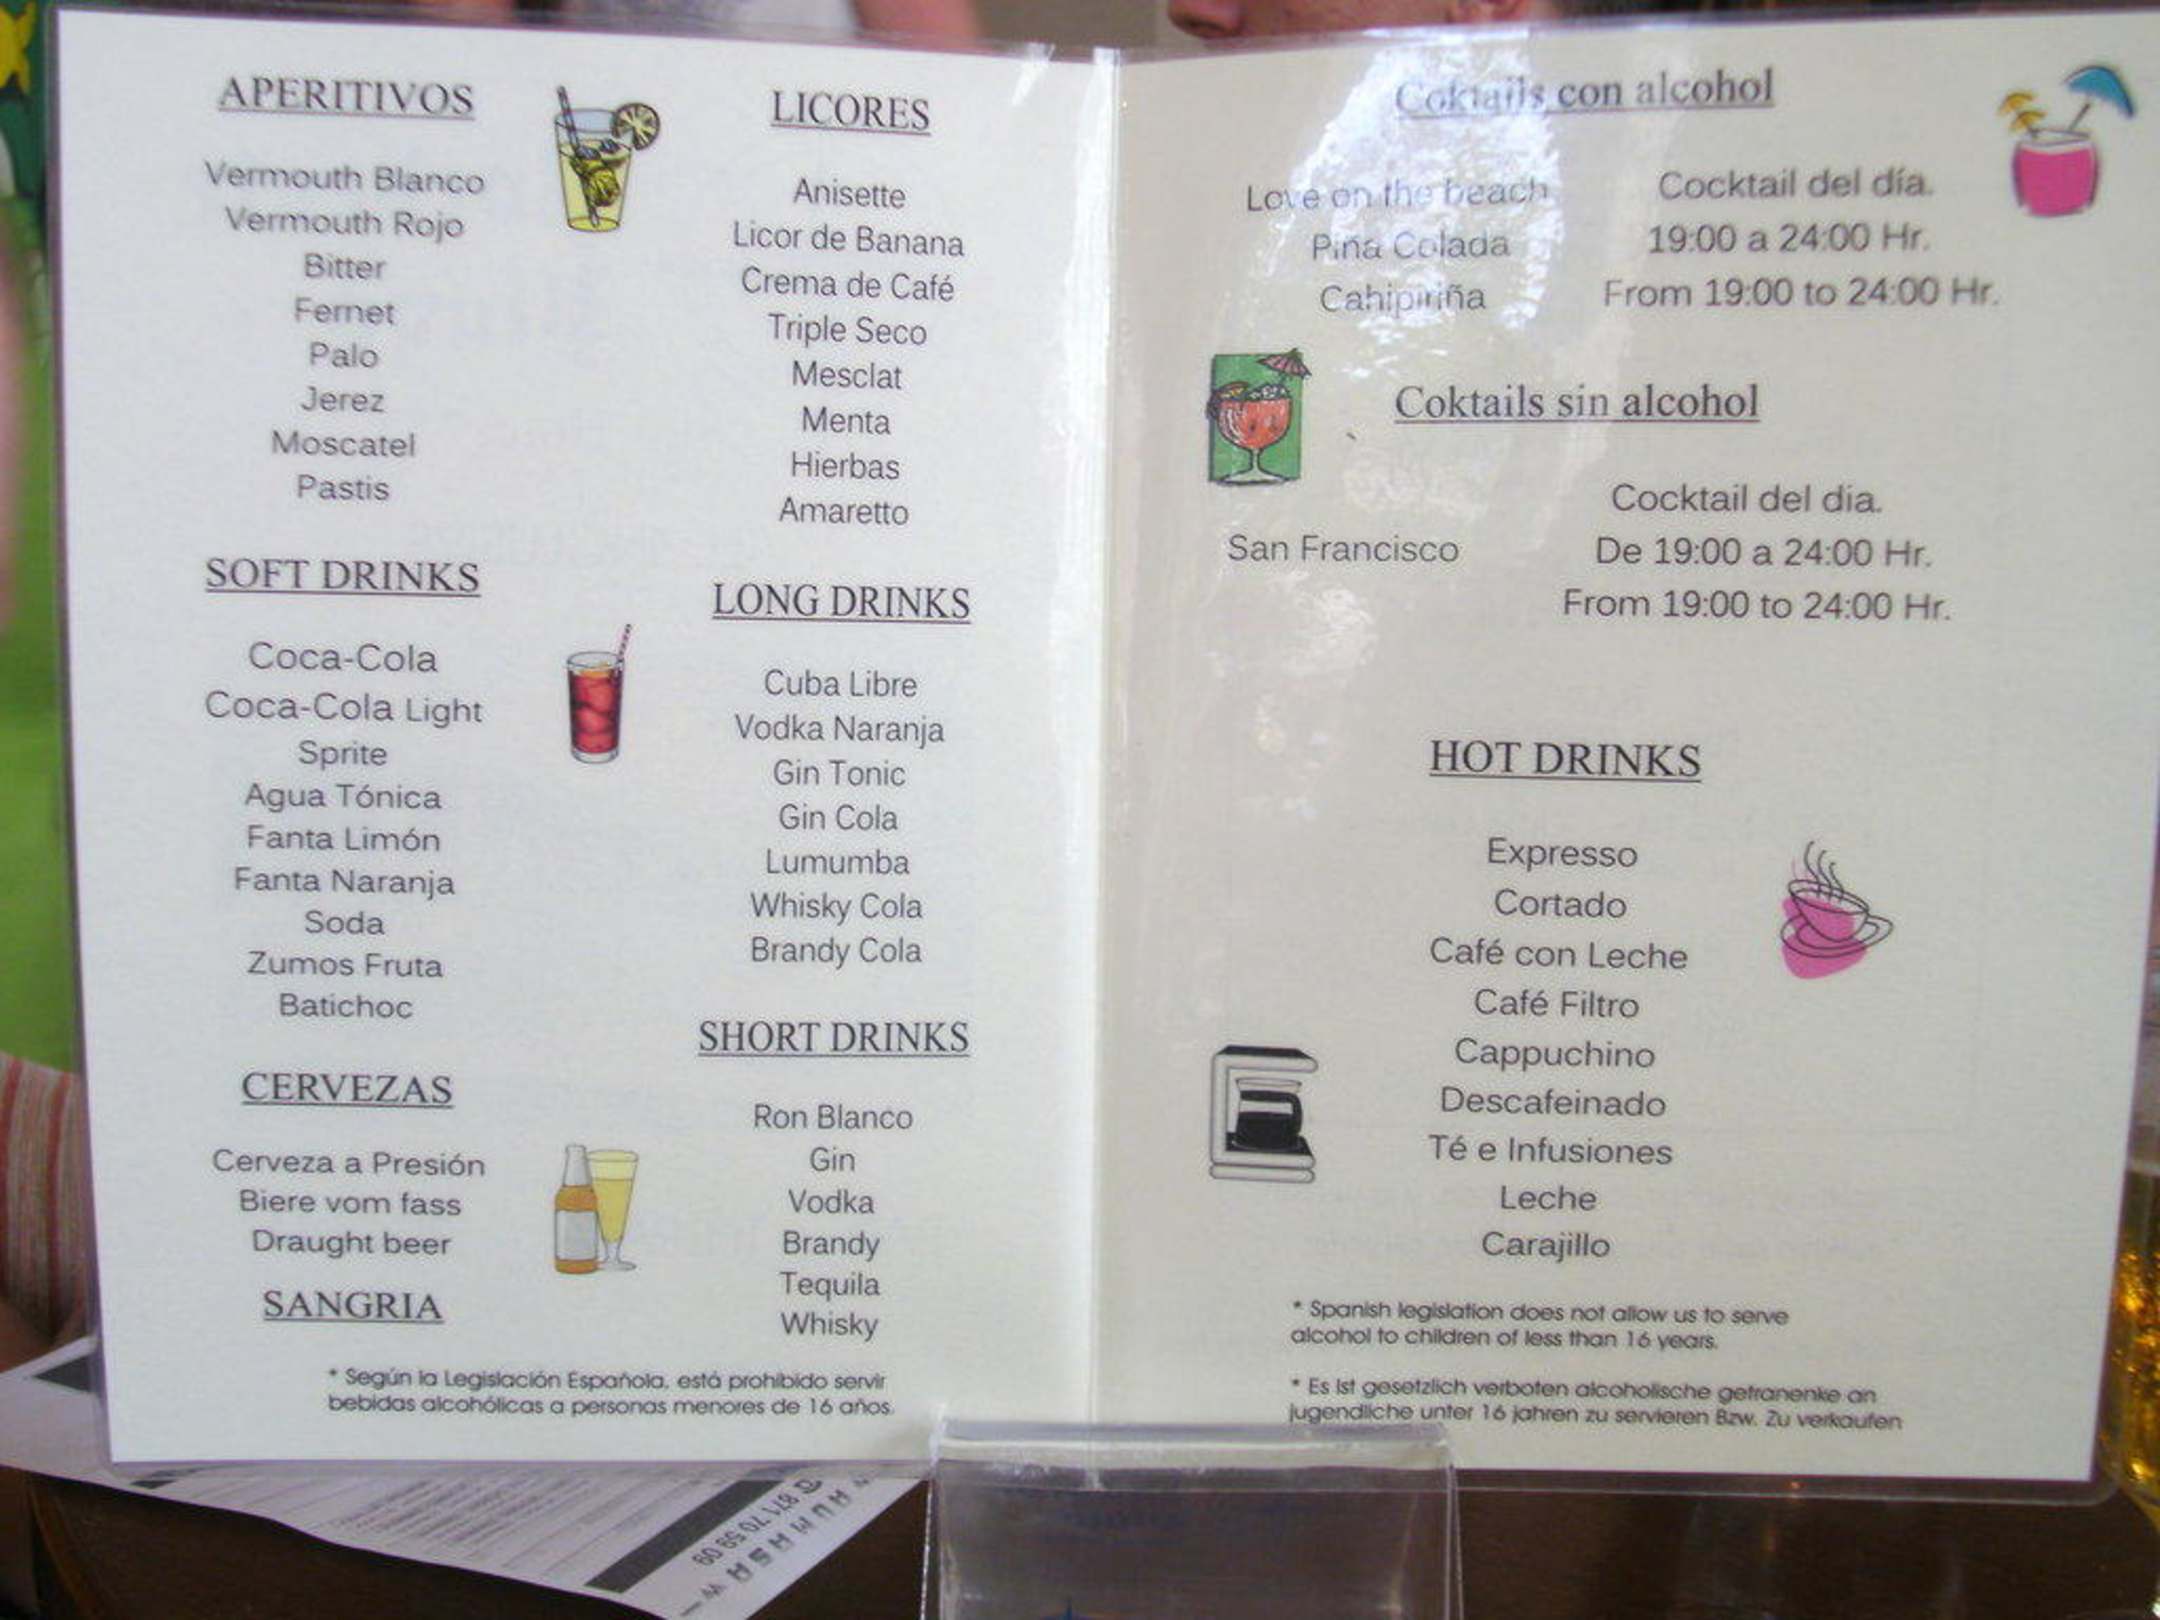 APERITIVOS
Vermouth Blanco
Vermouth Rojo
Bitter
Fernet
Palo
Jerez
Moscatel
Pastis
SOFT DRINKS
Coca-Cola
Coca-Cola Light
Sprite
Agua Tónica
Fanta Limón
Fanta Naranja
Soda
Zumos Fruta
Batichoc
CERVEZAS
Cerveza a Presión
Biere vom fass
Draught beer
SANGRIA
LICORES
Anisette
Licor de Banana
Crema de Café
Triple Seco
Mesclat
Menta
Hierbas
Amaretto
LONG DRINKS
Cuba Libre
Vodka Naranja
Gin Tonic
Gin Cola
Lumumba
Whisky Cola
Brandy Cola
SHORT DRINKS
Ron Blanco
Gin
Vodka
Brandy
Tequila
Whisky
* Según la Legislación Española, está prohibido servir
bebidas alcohólicas a personas menores de 16 años.
Coktails con alcohol
Love on the beach
Piña Colada
Cahipiriña
Cocktail del día.
19:00 a 24:00 Hr.
From 19:00 to 24:00 Hr.
Coktails sin alcohol
San Francisco
Cocktail del dia.
De 19:00 a 24:00 Hr.
From 19:00 to 24:00 Hr.
HOT DRINKS
Expresso
Cortado
Café con Leche
Café Filtro
Cappuchino
Descafeinado
Té e Infusiones
Leche
Carajillo
* Spanish legislation does not allow us to serve
alcohol to children of less than 16 years.
* Es ist gesetzlich verboten alcoholische getranenke an
jugendliche unter 16 jahren zu servieren Bzw. Zu verkaufen
871 70 59 09